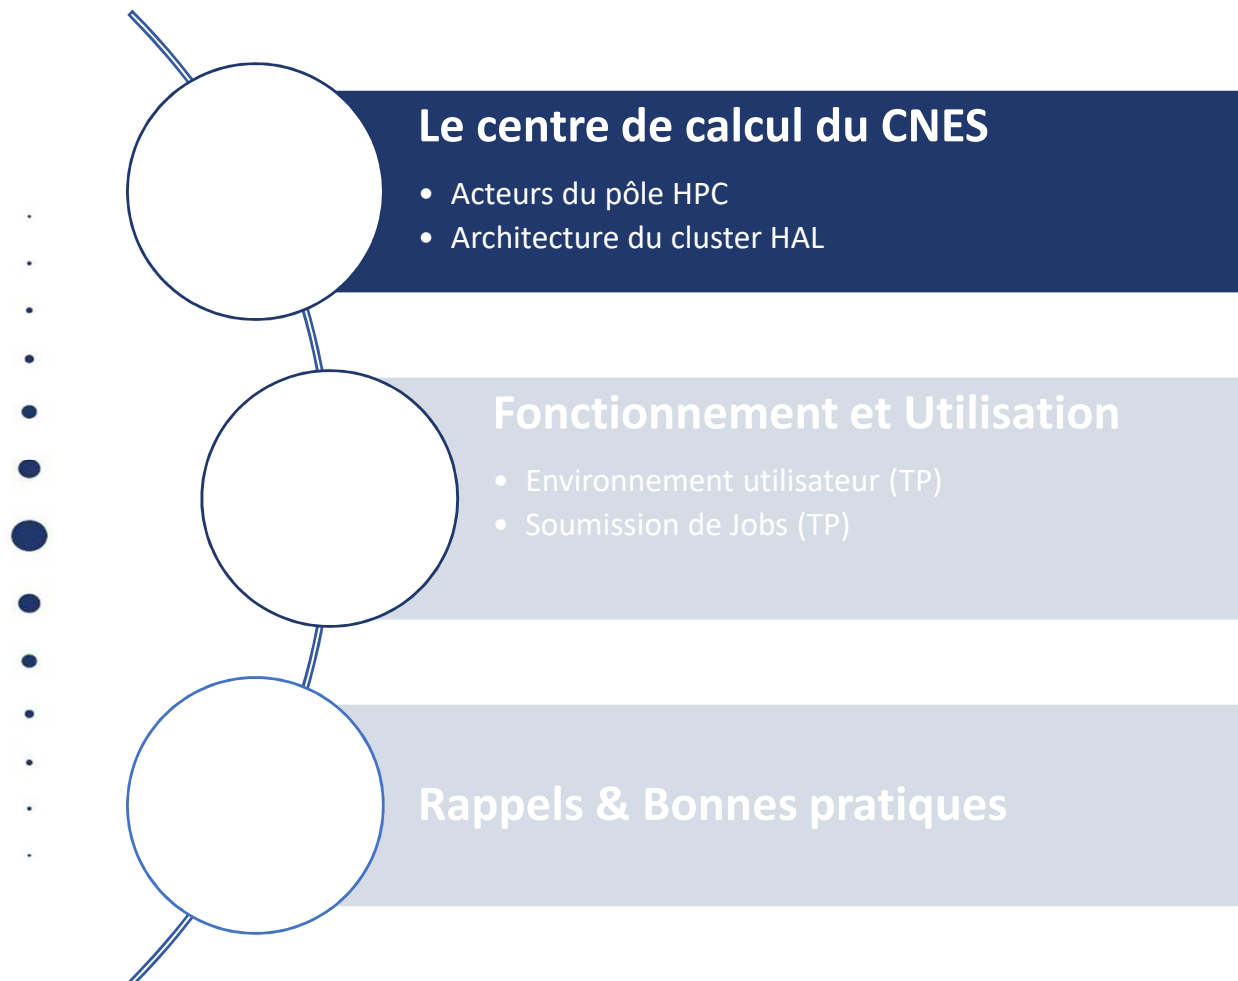 Le centre de calcul du CNES
• Acteurs du pôle HPC
• Architecture du cluster HAL
Fonctionnement et Utilisation
• Environnement utilisateur (TP)
• Soumission de Jobs (TP)
Rappels & Bonnes pratiques